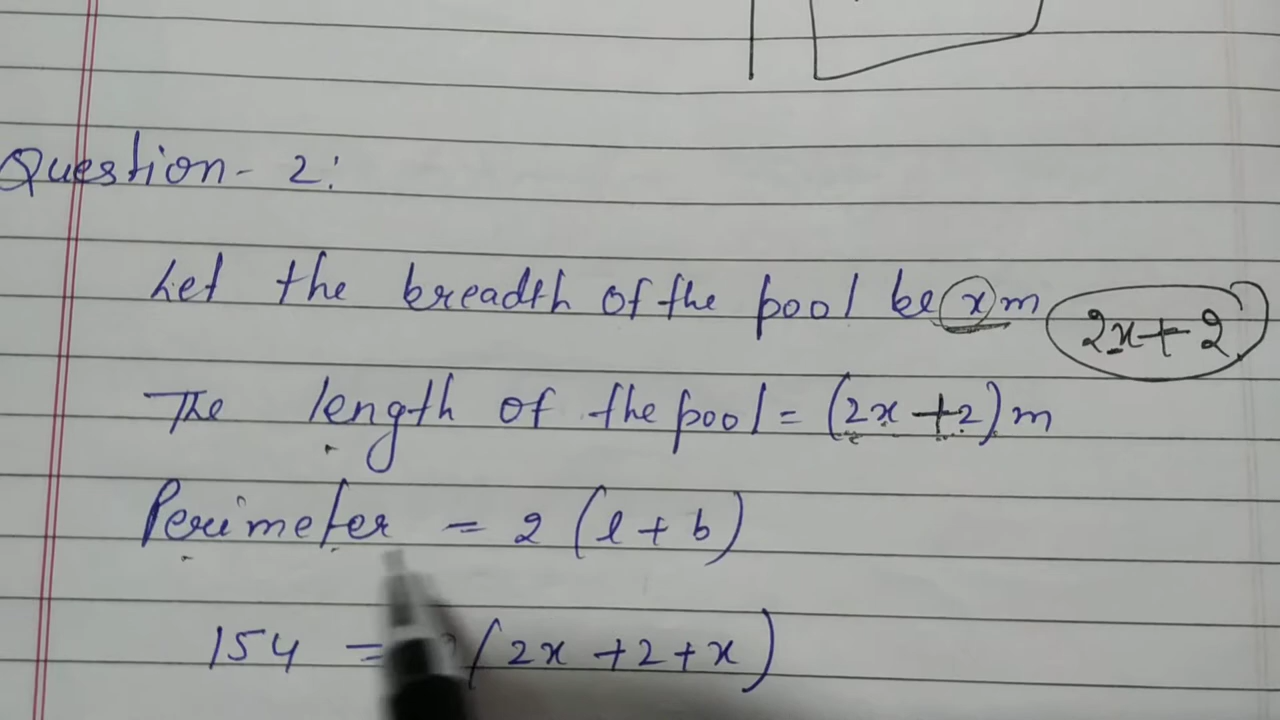 Question - 2:
Let the breadth of the pool be x m
2x + 2
The length of the pool = (2x + 2) m
Perimeter = 2 (l + b)
154 = (2x + 2 + x)